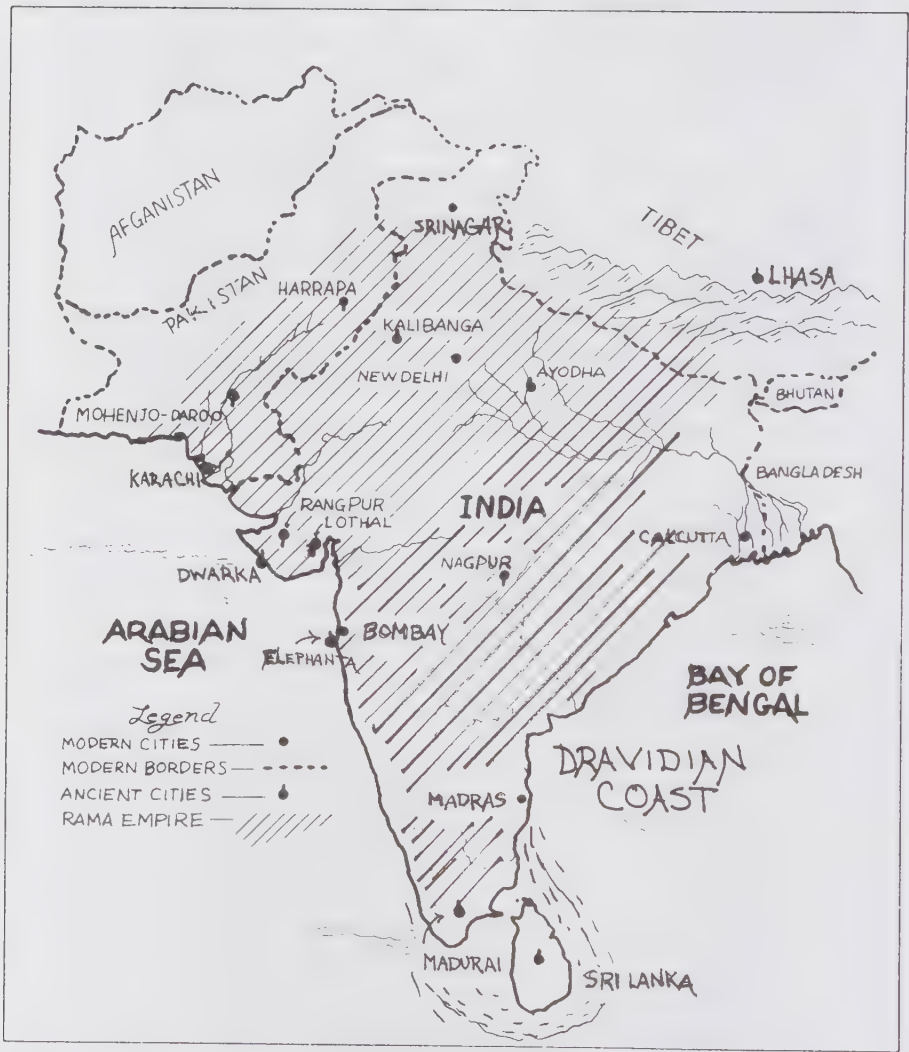 AFGANISTAN
PAKISTAN
SRINAGAR
TIBET
LHASA
HARRAPA
KALIBANGA
NEW DELHI
AYODHA
BHUTAN
MOHENJO-DAROO
KARACHI
BANGLADESH
RANGPUR
LOTHAL
INDIA
CALCUTTA
NAGPUR
DWARKA
ARABIAN
SEA
BOMBAY
ELEPHANTA
BAY OF
BENGAL
Legend
MODERN CITIES
MODERN BORDERS
ANCIENT CITIES
RAMA EMPIRE
DRAVIDIAN
COAST
MADRAS
MADURAI
SRI LANKA